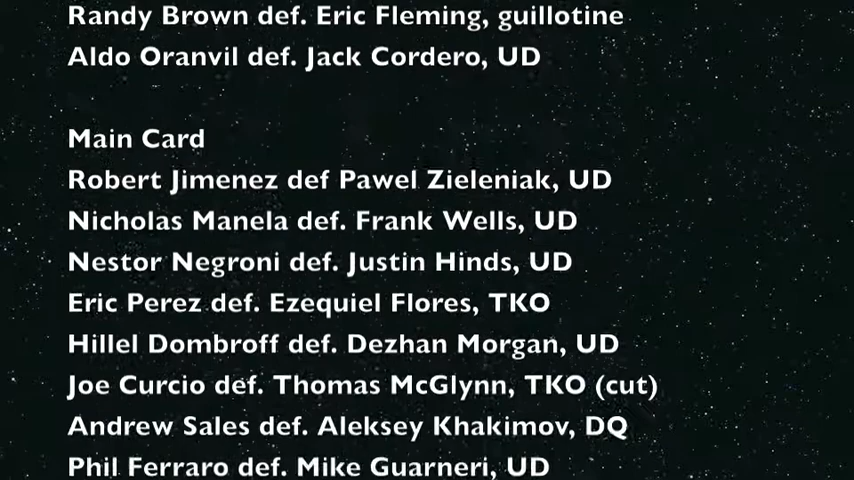 Randy Brown def. Eric Fleming, guillotine
Aldo Oranvil def. Jack Cordero, UD
Main Card
Robert Jimenez def Pawel Zieleniak, UD
Nicholas Manela def. Frank Wells, UD
Nestor Negroni def. Justin Hinds, UD
Eric Perez def. Ezequiel Flores, TKO
Hillel Dombroff def. Dezhan Morgan, UD
Joe Curcio def. Thomas McGlynn, TKO (cut)
Andrew Sales def. Aleksey Khakimov, DQ
Phil Ferraro def. Mike Guarneri, UD